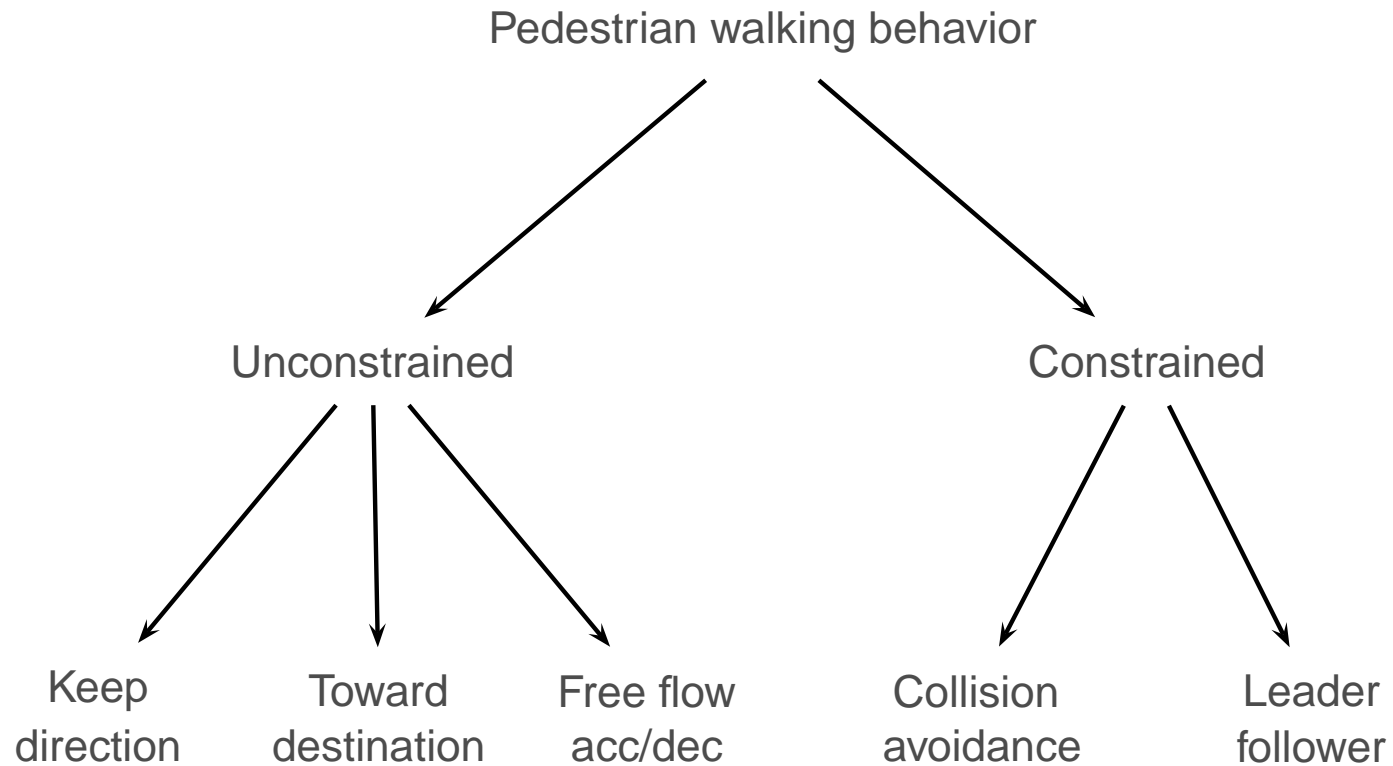 Pedestrian walking behavior
Unconstrained
Constrained
Keep
direction
Toward
destination
Free flow
acc/dec
Collision
avoidance
Leader
follower